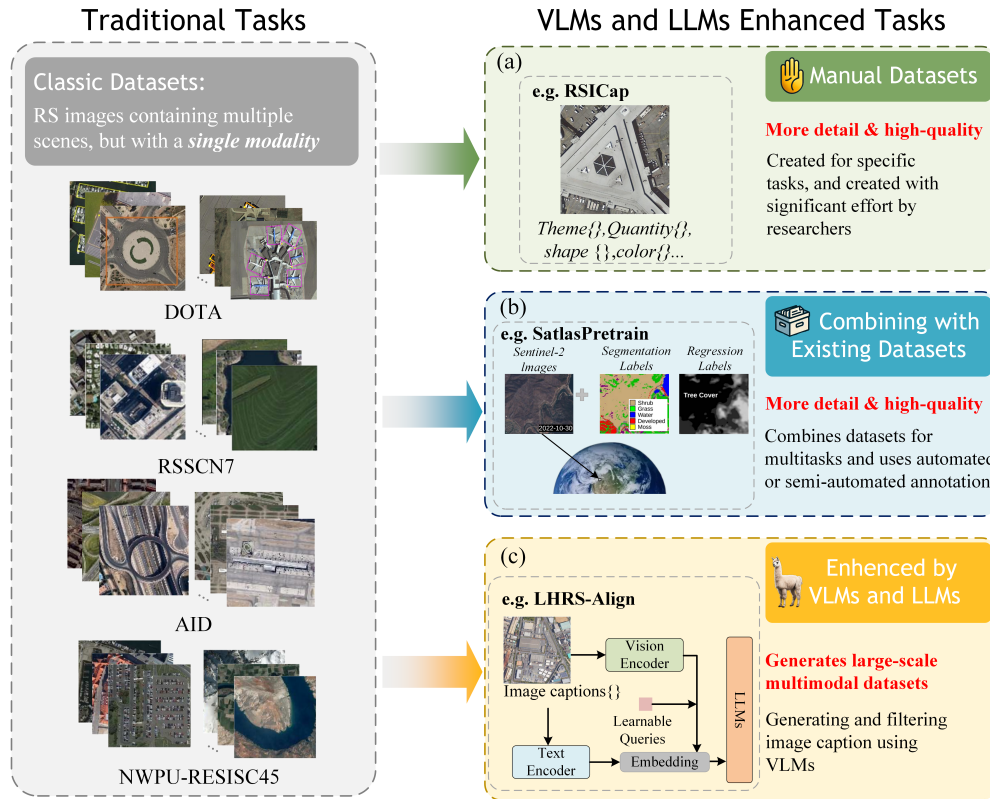 Traditional Tasks
VLMs and LLMs Enhanced Tasks
Classic Datasets:
RS images containing multiple
scenes, but with a single modality
DOTA
RSSCN7
AID
NWPU-RESISC45
(a)
e.g. RSICap
Theme{},Quantity{},
shape {},color{}...
Manual Datasets
More detail & high-quality
Created for specific
tasks, and created with
significant effort by
researchers
(b)
e.g. SatlasPretrain
Sentinel-2
Images
Segmentation
Labels
Regression
Labels
2022-10-30
Shrub
Grass
Water
Developed
Moss
Tree Cover
Combining with
Existing Datasets
More detail & high-quality
Combines datasets for
multitasks and uses automated
or semi-automated annotation
(c)
e.g. LHRS-Align
Image captions{}
Vision
Encoder
Learnable
Queries
Text
Encoder
Embedding
LLMs
Enhenced by
VLMs and LLMs
Generates large-scale
multimodal datasets
Generating and filtering
image caption using
VLMs